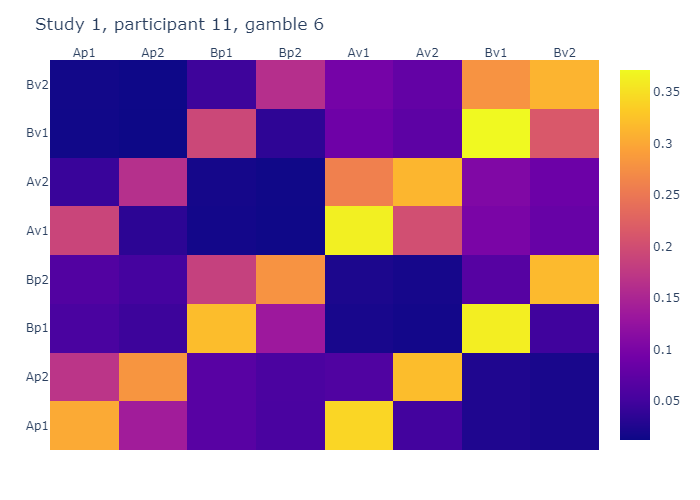 Study 1, participant 11, gamble 6
Ap1 Ap2 Bp1 Bp2 Av1 Av2 Bv1 Bv2
Bv2
Bv1
Av2
Av1
Bp2
Bp1
Ap2
Ap1
0.35
0.3
0.25
0.2
0.15
0.1
0.05